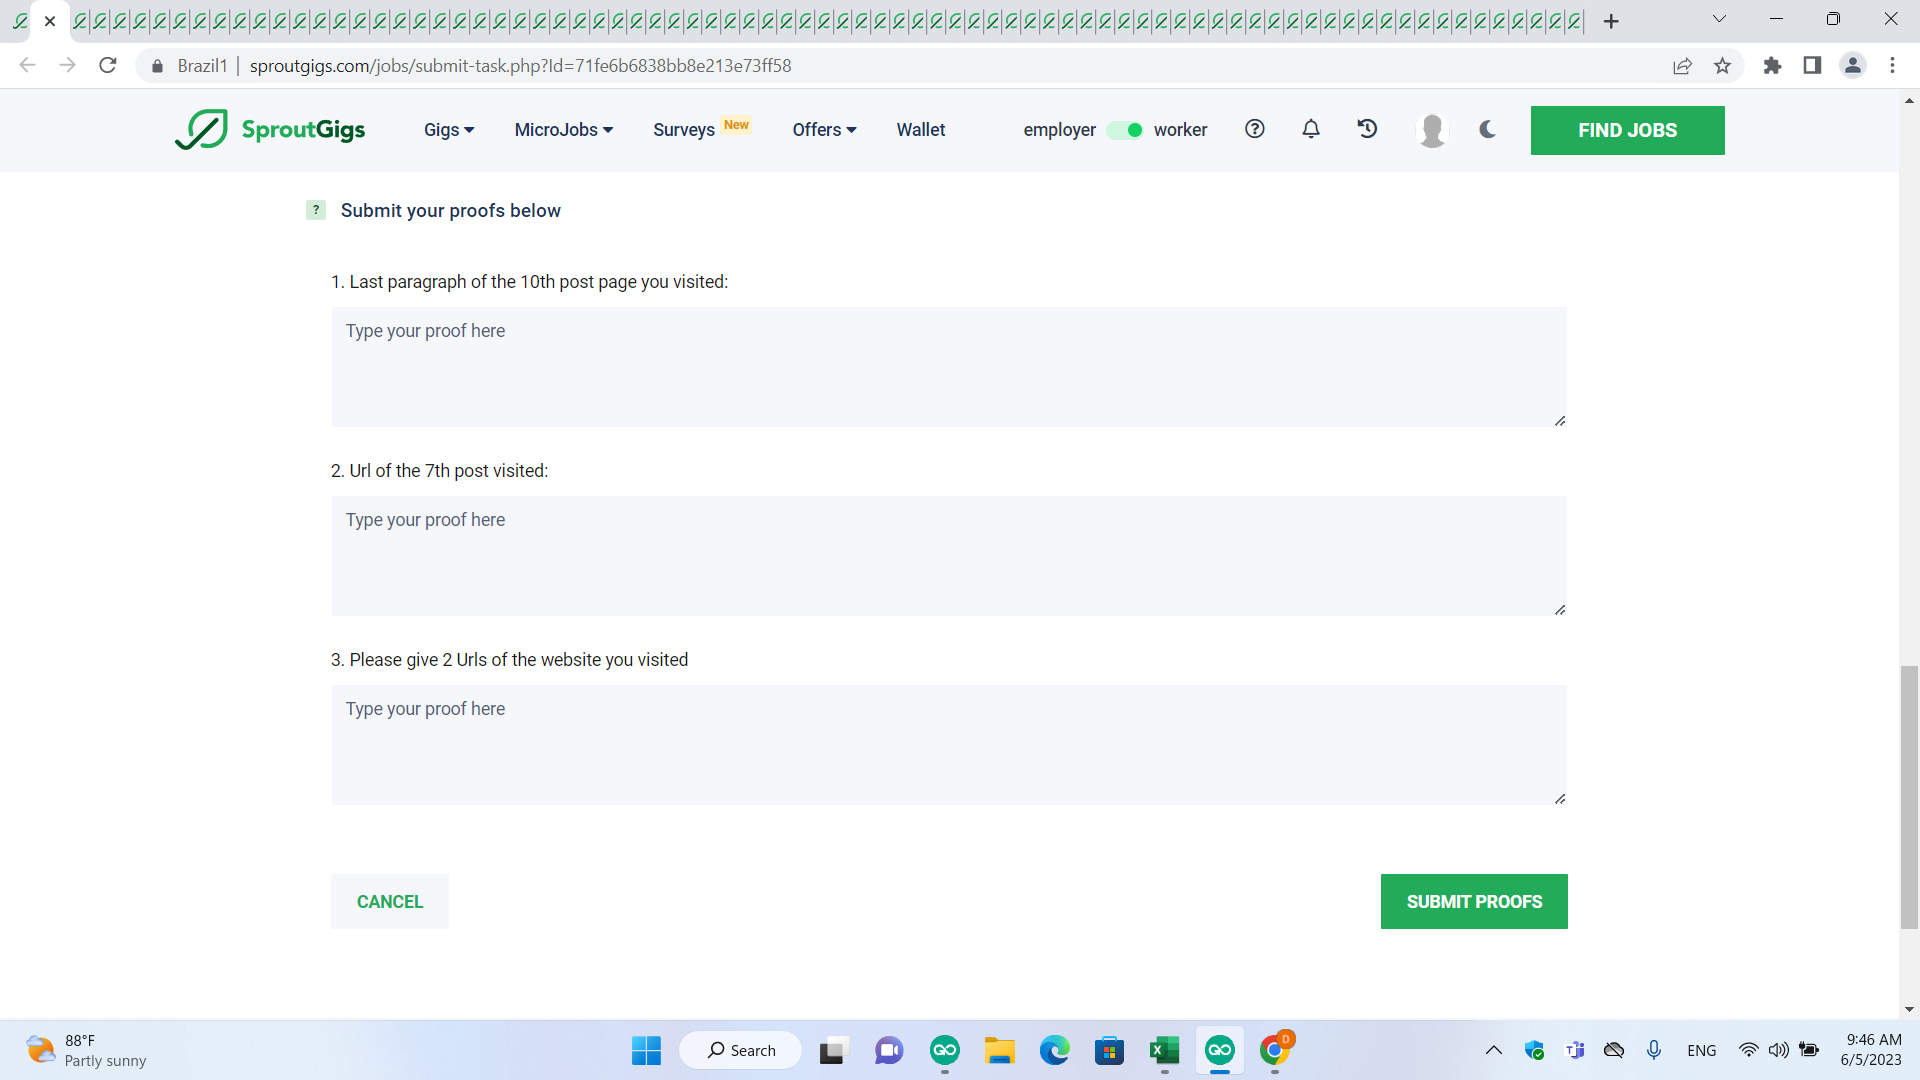 Brazil1 | sproutgigs.com/jobs/submit-task.php?Id=71fe6b6838bb8e213e73ff58
SproutGigs Gigs MicroJobs Surveys New Offers Wallet employer worker FIND JOBS
? Submit your proofs below
1. Last paragraph of the 10th post page you visited:
Type your proof here
2. Url of the 7th post visited:
Type your proof here
3. Please give 2 Urls of the website you visited
Type your proof here
CANCEL SUBMIT PROOFS
88°F
Partly sunny
Search
D
ENG
9:46 AM
6/5/2023